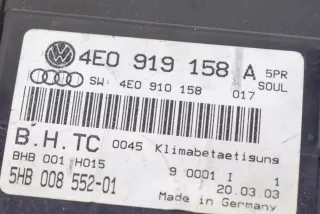 4E0 919 158 A 5PR
SW: 4E0 910 158 017 SOUL
B.H.TC 0045 Klimabetaetigung
BHB 001 HO15 9 0001 I 1
5HB 008 552-01 20.03.03
Made in Germany